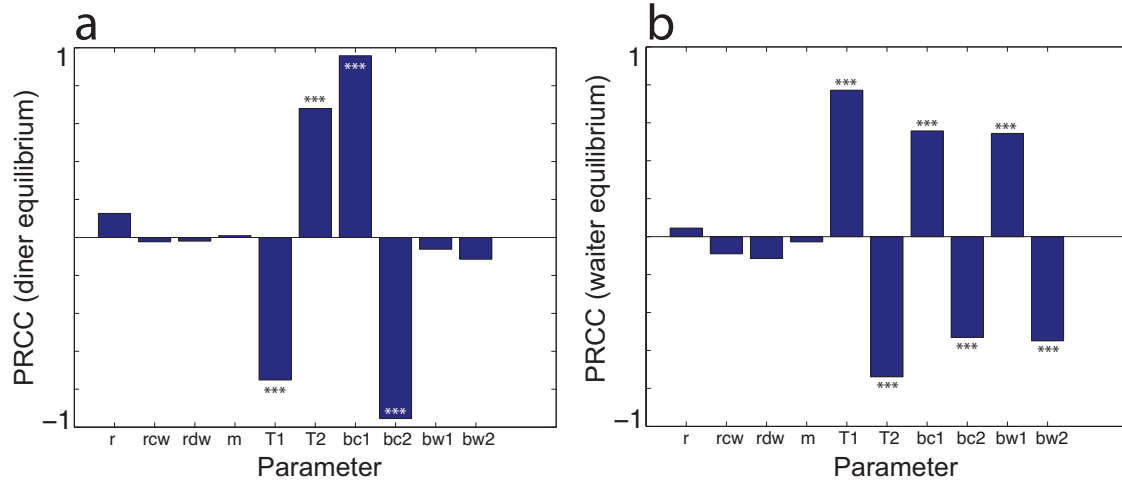 a
PRCC (diner equilibrium)
1
−1
***
***
***
***
r rcw rdw m T1 T2 bc1 bc2 bw1 bw2
Parameter
b
PRCC (waiter equilibrium)
1
−1
***
***
***
***
***
***
r rcw rdw m T1 T2 bc1 bc2 bw1 bw2
Parameter